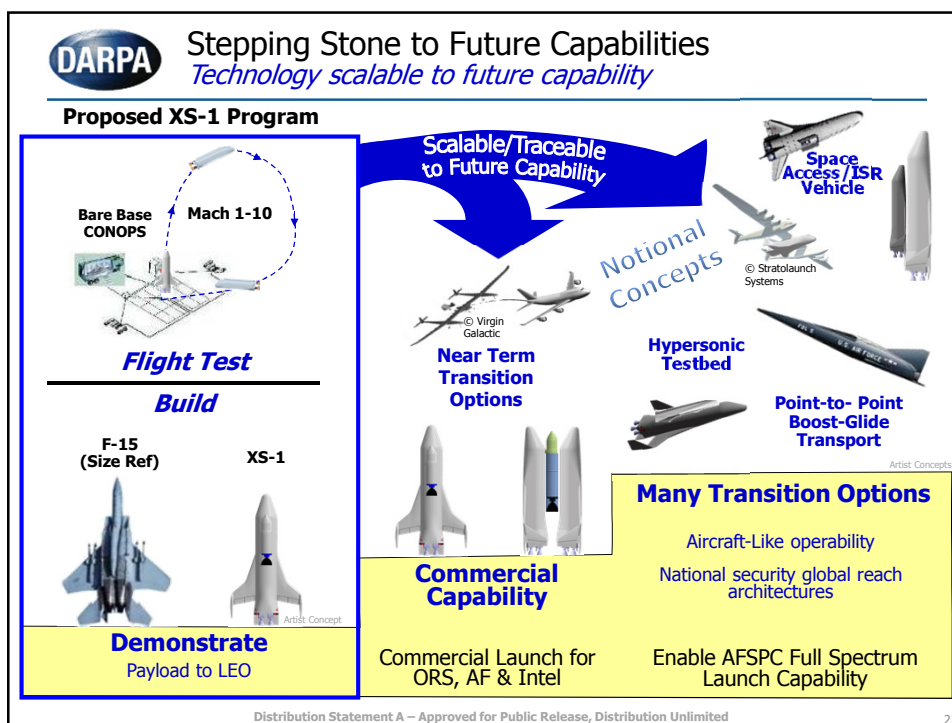 DARPA
Stepping Stone to Future Capabilities
Technology scalable to future capability
Proposed XS-1 Program
Bare Base
CONOPS
Mach 1-10
Flight Test
Build
F-15
(Size Ref)
XS-1
Artist Concept
Demonstrate
Payload to LEO
Scalable/Traceable
to Future Capability
Notional
Concepts
© Virgin
Galactic
Near Term
Transition
Options
Commercial
Capability
Commercial Launch for
ORS, AF & Intel
Space
Access/ISR
Vehicle
© Stratolaunch
Systems
Hypersonic
Testbed
U.S. AIR FORCE
Point-to- Point
Boost-Glide
Transport
Artist Concepts
Many Transition Options
Aircraft-Like operability
National security global reach
architectures
Enable AFSPC Full Spectrum
Launch Capability
Distribution Statement A – Approved for Public Release, Distribution Unlimited
2